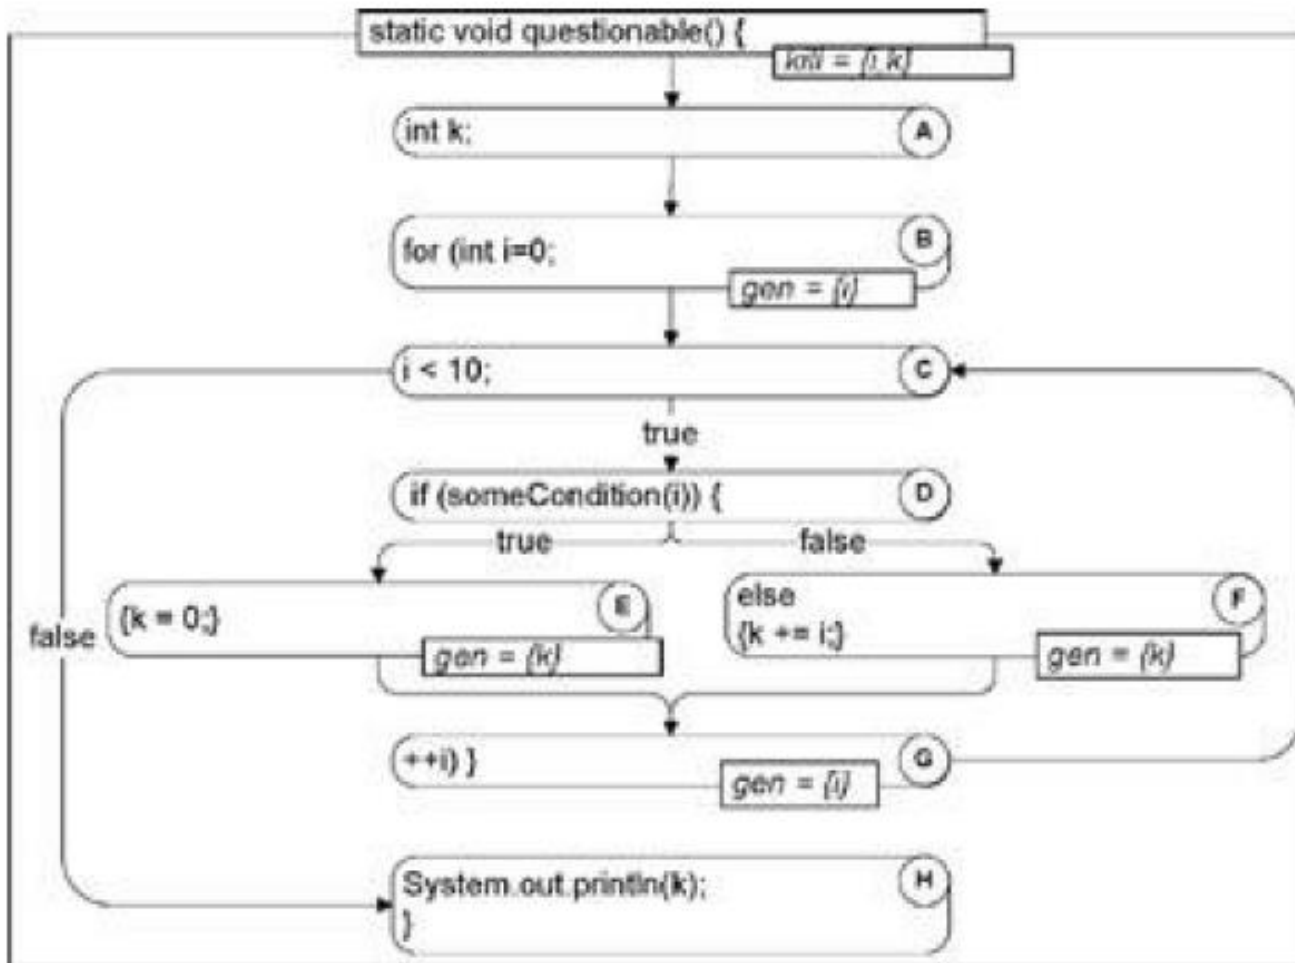 static void questionable() {
kill = {i,k}
int k;
A
for (int i=0;
B
gen = {i}
i < 10;
C
true
if (someCondition(i)) {
D
true
false
{k = 0;}
E
gen = {k}
else
{k += i;}
F
gen = {k}
false
++i) }
G
gen = {i}
System.out.println(k);
}
H